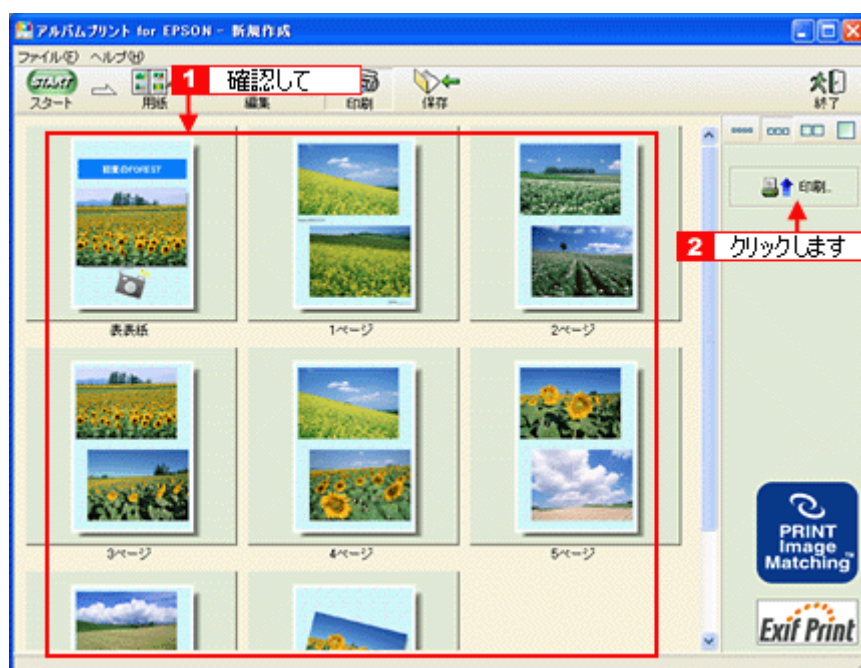 アルバムプリント for EPSON - 新規作成
ファイル(F) ヘルプ(H)
1 確認して
スタート 用紙 編集 印刷 保存 終了
印刷...
2 クリックします
表表紙 1ページ 2ページ
3ページ 4ページ 5ページ
PRINT
Image
Matching™
Exif Print